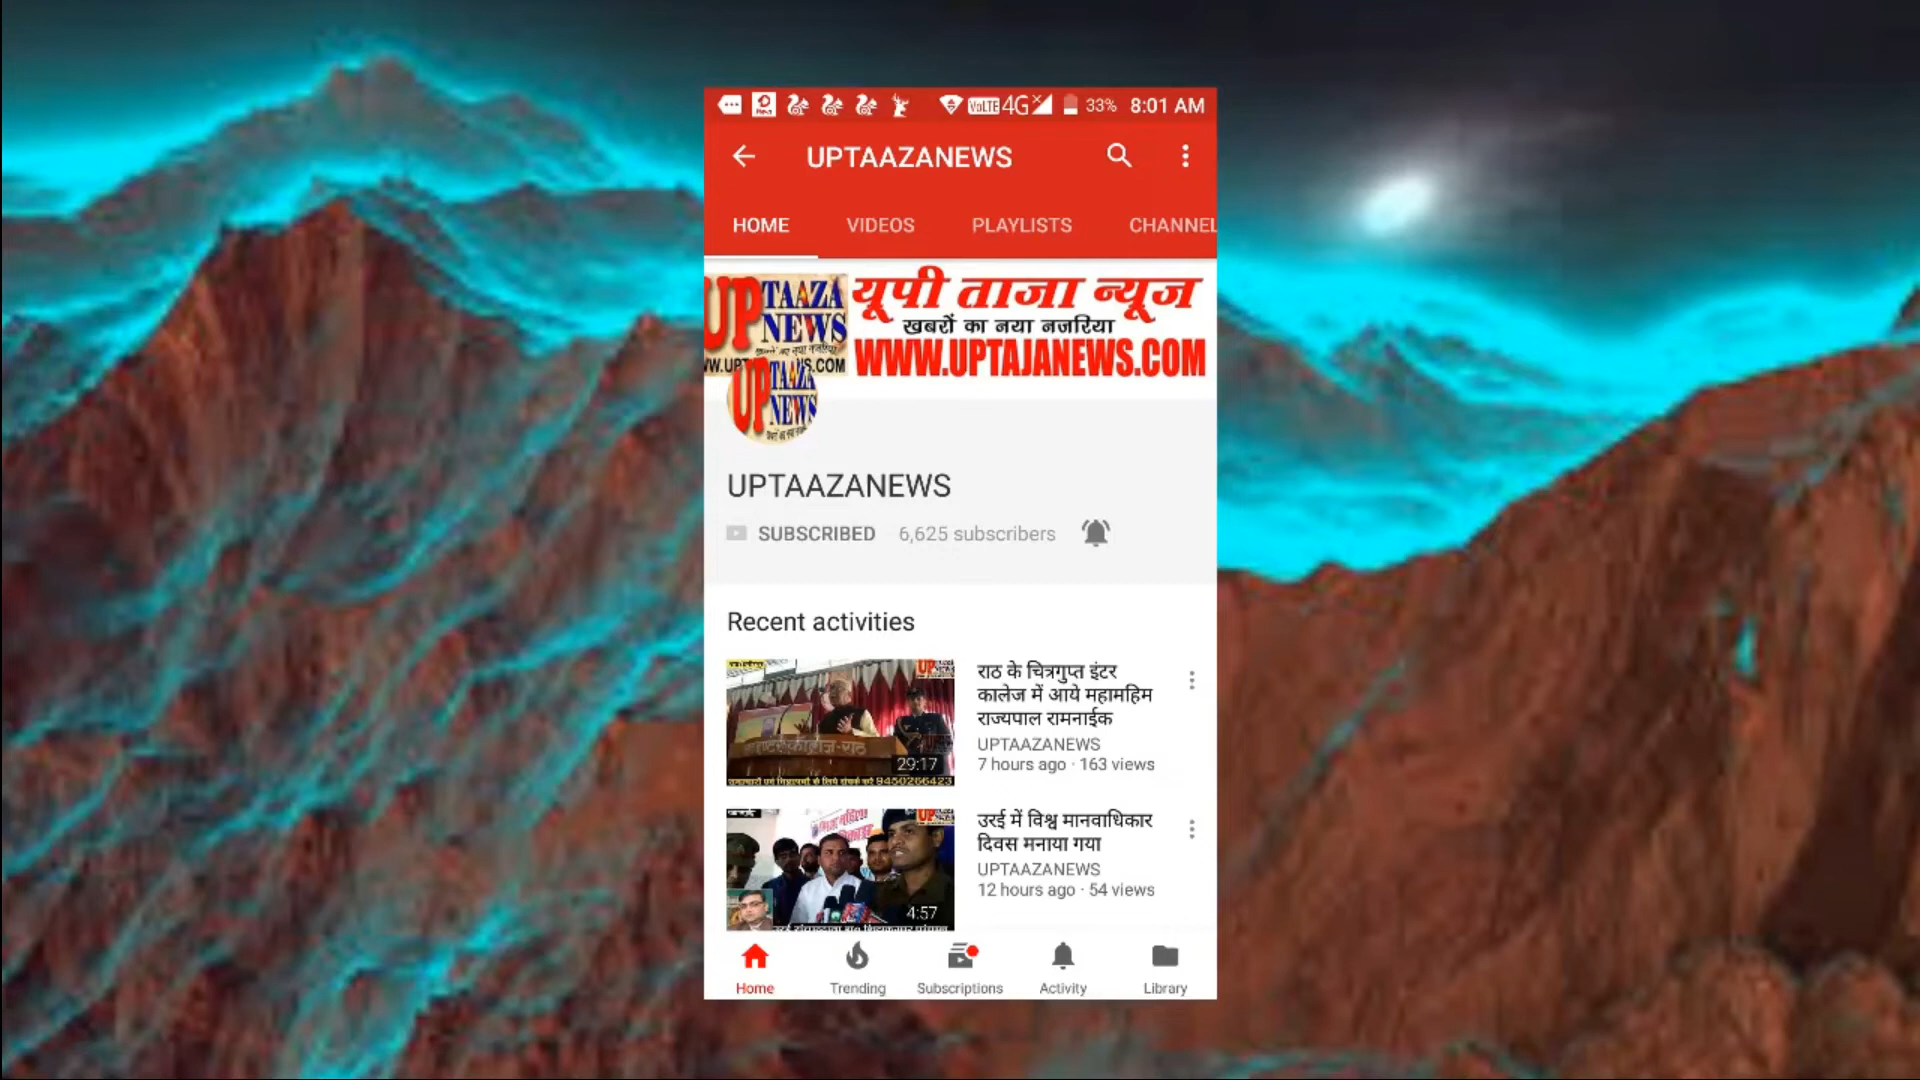 VoLTE 4G 33% 8:01 AM
UPTAAZANEWS
HOME VIDEOS PLAYLISTS CHANNEL
UP TAAZA NEWS
यूपी ताजा न्यूज
खबरों का नया नजरिया
WWW.UPTAJANEWS.COM
UP TAAZA NEWS
UPTAAZANEWS
SUBSCRIBED 6,625 subscribers
Recent activities
राठ के चित्रगुप्त इंटर
कालेज में आये महामहिम
राज्यपाल रामनाईक
UPTAAZANEWS
7 hours ago · 163 views
29:17
उरई में विश्व मानवाधिकार
दिवस मनाया गया
UPTAAZANEWS
12 hours ago · 54 views
4:57
Home Trending Subscriptions Activity Library